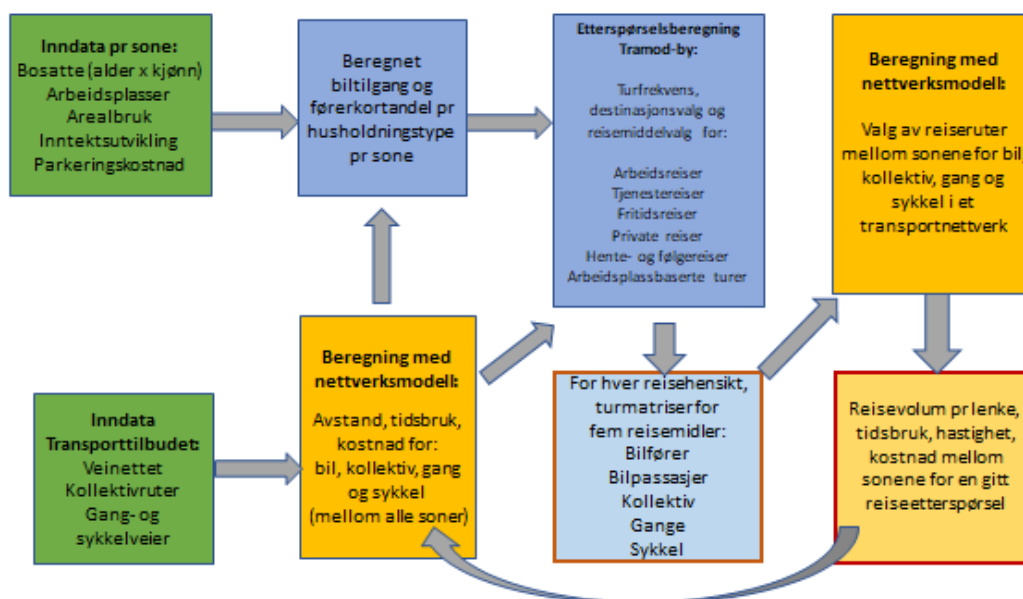 Inndata pr sone:
Bosatte (alder x kjønn)
Arbeidsplasser
Arealbruk
Inntektsutvikling
Parkeringskostnad
Beregnet
biltilgang og
førerkortandel pr
husholdningstype
pr sone
Etterspørselsberegning
Tramod-by:
Turfrekvens,
destinasjonsvalg og
reisemiddelvalg for:
Arbeidsreiser
Tjenestereiser
Fritidsreiser
Private reiser
Hente- og følgereiser
Arbeidsplassbaserte turer
Beregning med
nettverksmodell:
Valg av reiseruter
mellom sonene for bil,
kollektiv, gang og
sykkel i et
transportnettverk
Inndata
Transporttilbudet:
Veinettet
Kollektivruter
Gang- og
sykkelveier
Beregning med
nettverksmodell:
Avstand, tidsbruk,
kostnad for:
bil, kollektiv, gang
og sykkel
(mellom alle soner)
For hver reisehensikt,
turmatriser for
fem reisemidler:
Bilfører
Bilpassasjer
Kollektiv
Gange
Sykkel
Reisevolum pr lenke,
tidsbruk, hastighet,
kostnad mellom
sonene for en gitt
reiseetterspørsel